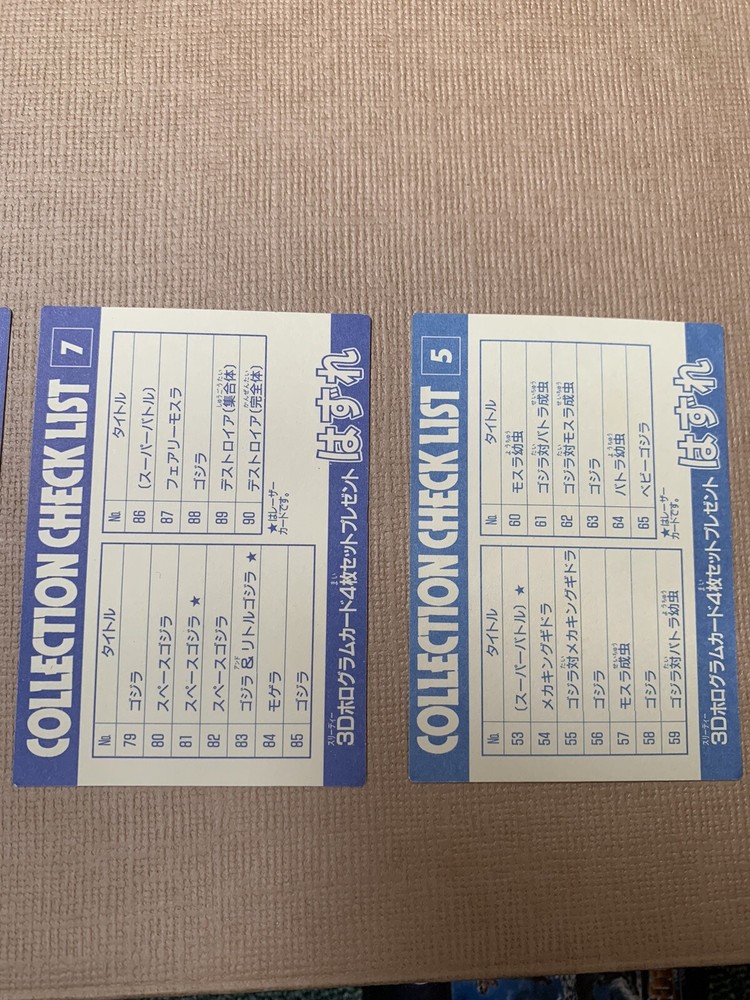 COLLECTION CHECK LIST 7
No. タイトル
79 ゴジラ
80 スペースゴジラ
81 スペースゴジラ ★
82 スペースゴジラ
83 ゴジラ & リトルゴジラ ★
84 モゲラ
85 ゴジラ
No. タイトル
86 (スーパーバトル)
87 フェアリーモスラ
88 ゴジラ
89 デストロイア(集合体)
90 デストロイア(完全体)
★はレーザー
カードです。
3Dホログラムカード4枚セットプレゼント はずれ
COLLECTION CHECK LIST 5
No. タイトル
53 (スーパーバトル) ★
54 メカキングギドラ
55 ゴジラ対メカキングギドラ
56 ゴジラ
57 モスラ成虫
58 ゴジラ
59 ゴジラ対バトラ幼虫
No. タイトル
60 モスラ幼虫
61 ゴジラ対バトラ成虫
62 ゴジラ対モスラ成虫
63 ゴジラ
64 バトラ幼虫
65 ベビーゴジラ
★はレーザー
カードです。
3Dホログラムカード4枚セットプレゼント はずれ